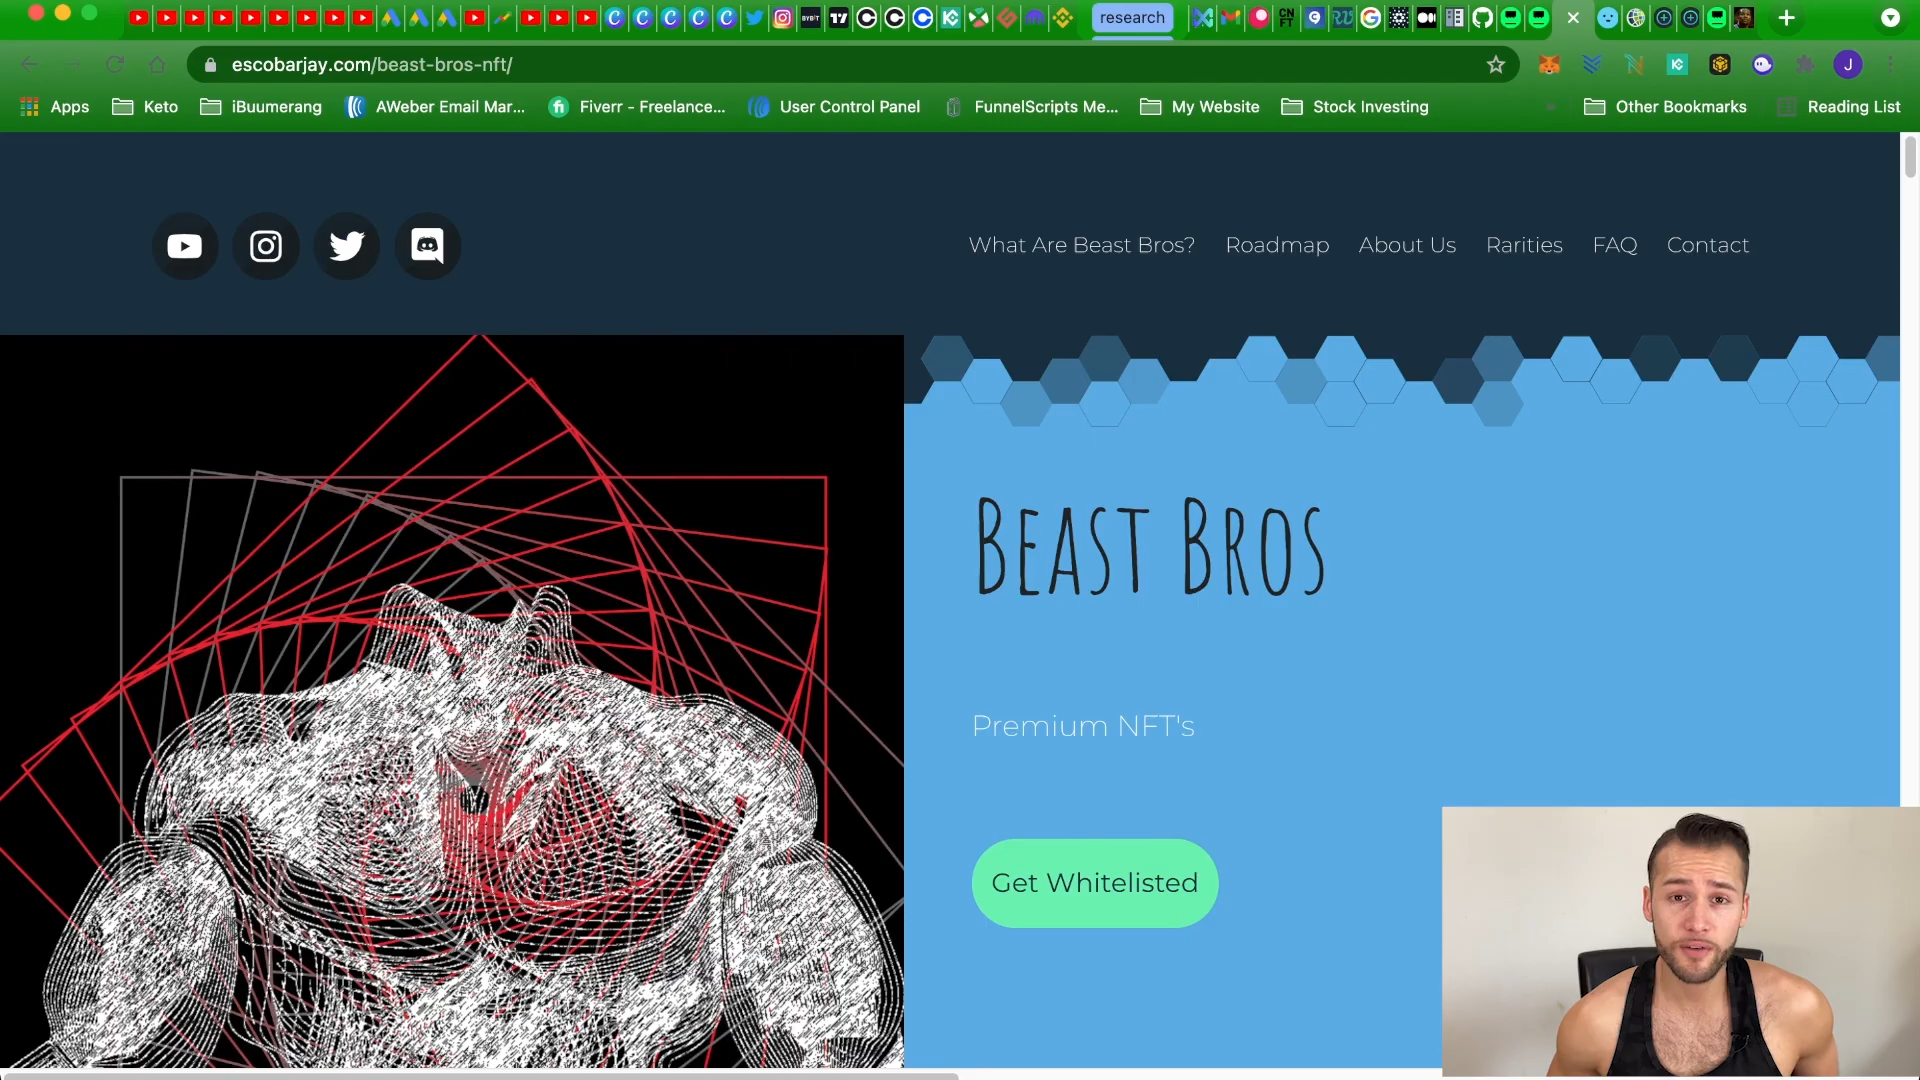 research
escobarjay.com/beast-bros-nft/
J
Apps Keto iBuumerang AWeber Email Mar... Fiverr - Freelance... User Control Panel FunnelScripts Me... My Website Stock Investing Other Bookmarks Reading List
What Are Beast Bros? Roadmap About Us Rarities FAQ Contact
Beast Bros
Premium NFT's
Get Whitelisted